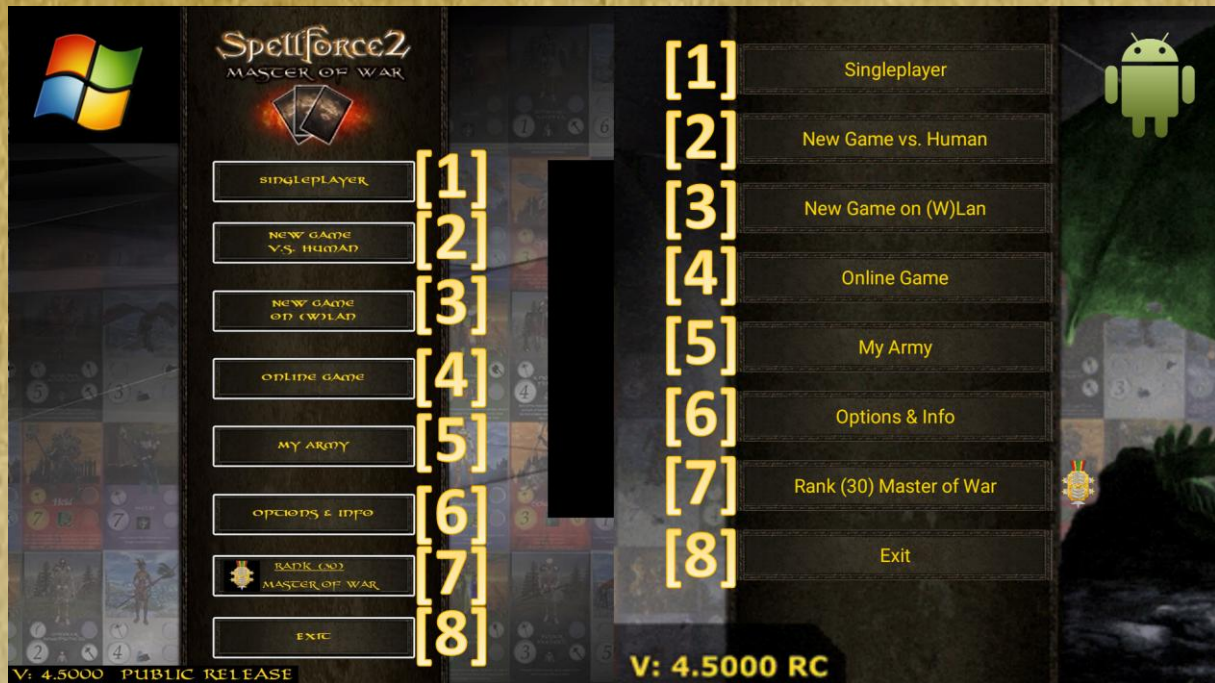 SpellForce2
MASTER OF WAR
SINGLEPLAYER
[1]
NEW GAME
V.S. HUMAN
[2]
NEW GAME
ON (W)LAN
[3]
ONLINE GAME
[4]
MY ARMY
[5]
OPTIONS & INFO
[6]
RANK (30)
MASTER OF WAR
[7]
EXIT
[8]
V: 4.5000 PUBLIC RELEASE
[1] Singleplayer
[2] New Game vs. Human
[3] New Game on (W)Lan
[4] Online Game
[5] My Army
[6] Options & Info
[7] Rank (30) Master of War
[8] Exit
V: 4.5000 RC